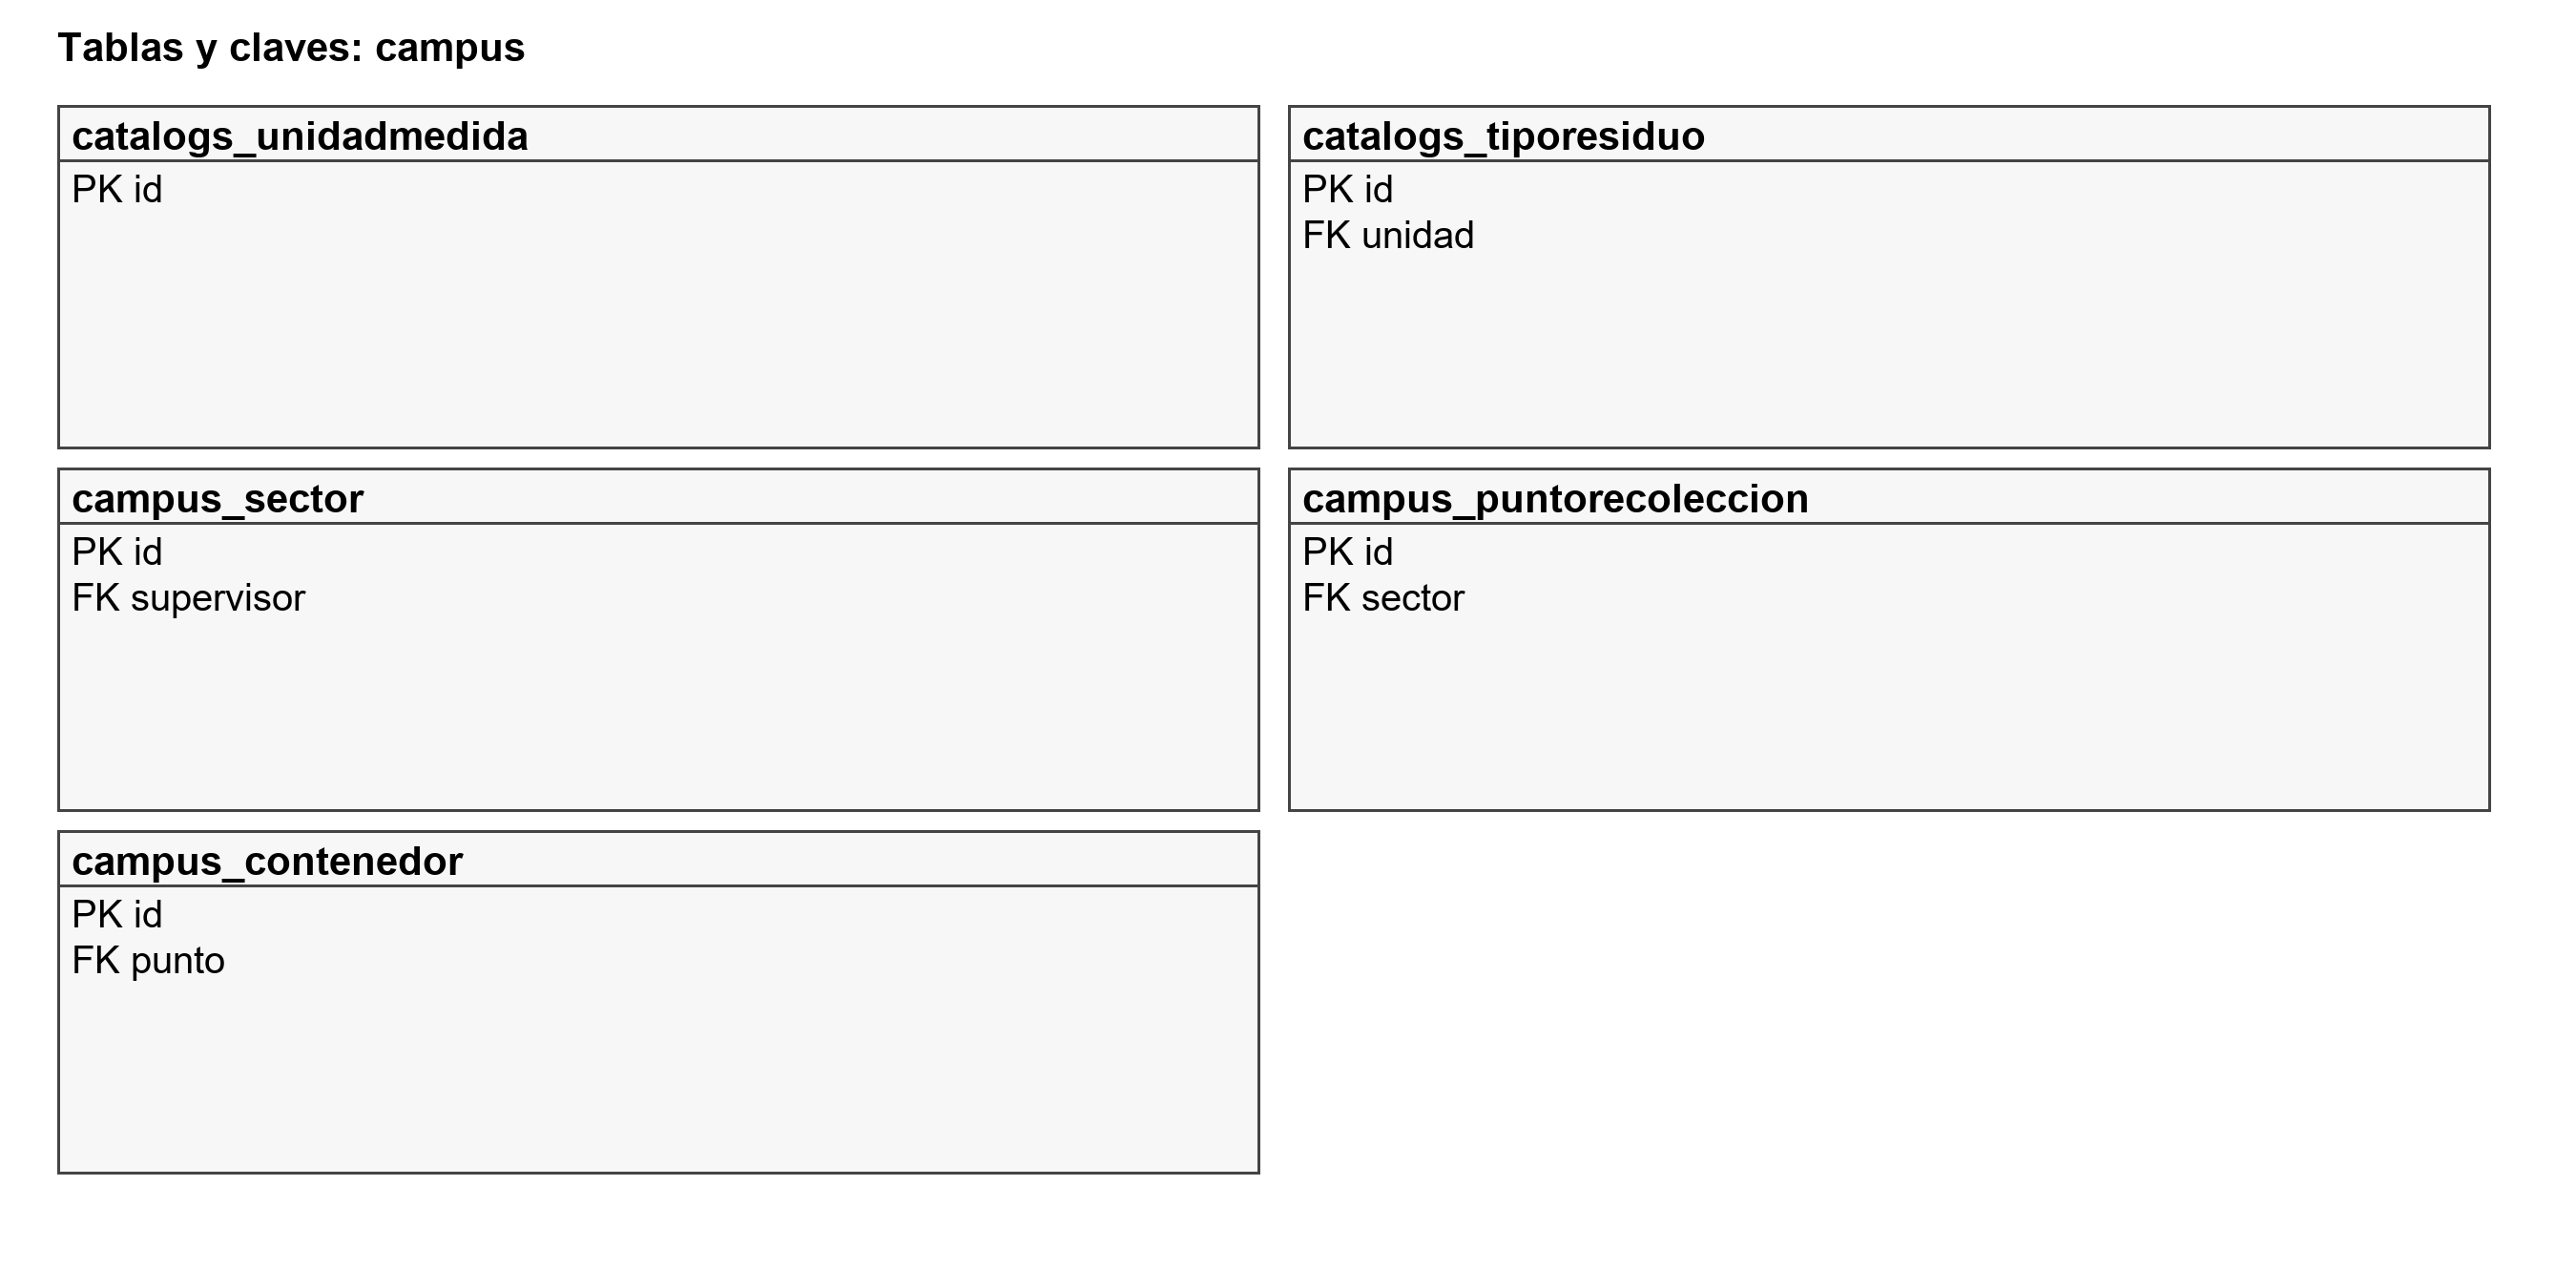 Tablas y claves: campus
catalogs_unidadmedida
PK id
catalogs_tiporesiduo
PK id
FK unidad
campus_sector
PK id
FK supervisor
campus_puntorecoleccion
PK id
FK sector
campus_contenedor
PK id
FK punto